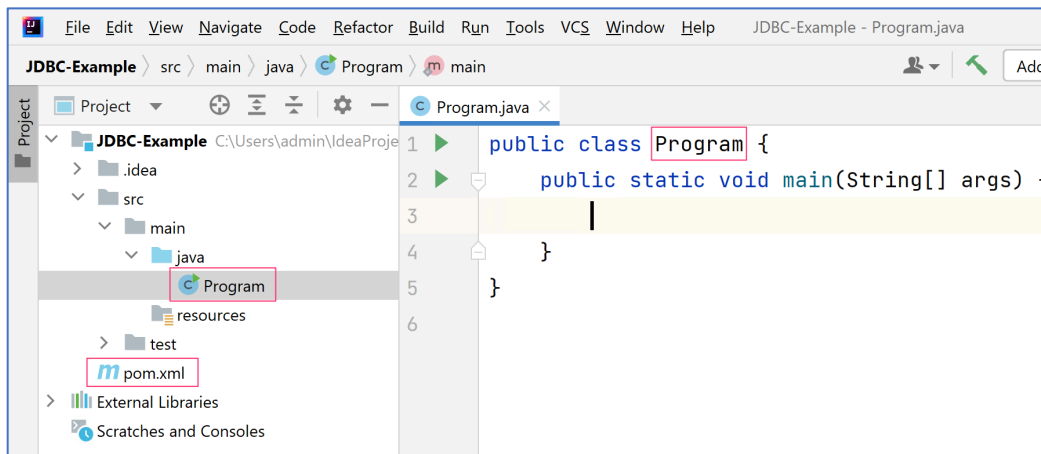 IJ File Edit View Navigate Code Refactor Build Run Tools VCS Window Help JDBC-Example - Program.java
JDBC-Example src main java C Program m main Add
Project
Project
JDBC-Example C:\Users\admin\IdeaProje
.idea
src
main
java
C Program
resources
test
m pom.xml
External Libraries
Scratches and Consoles
C Program.java
1 public class Program {
2 public static void main(String[] args) {
3
4 }
5 }
6